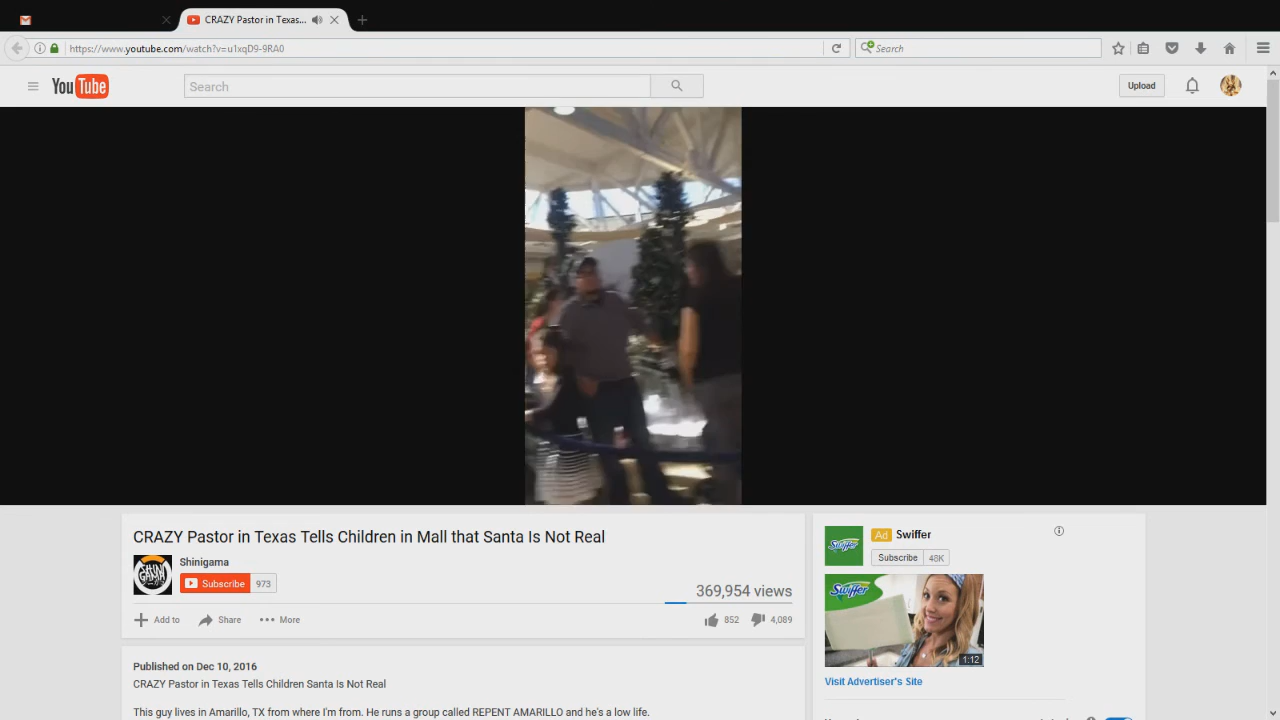 CRAZY Pastor in Texas...
https://www.youtube.com/watch?v=u1xqD9-9RA0
Search
YouTube
Search
Upload
CRAZY Pastor in Texas Tells Children in Mall that Santa Is Not Real
Shinigama
Subscribe 973
369,954 views
Add to Share More 852 4,089
Published on Dec 10, 2016
CRAZY Pastor in Texas Tells Children Santa Is Not Real
This guy lives in Amarillo, TX from where I'm from. He runs a group called REPENT AMARILLO and he's a low life.
Swiffer
Ad Swiffer
Subscribe 48K
Swiffer
1:12
Visit Advertiser's Site